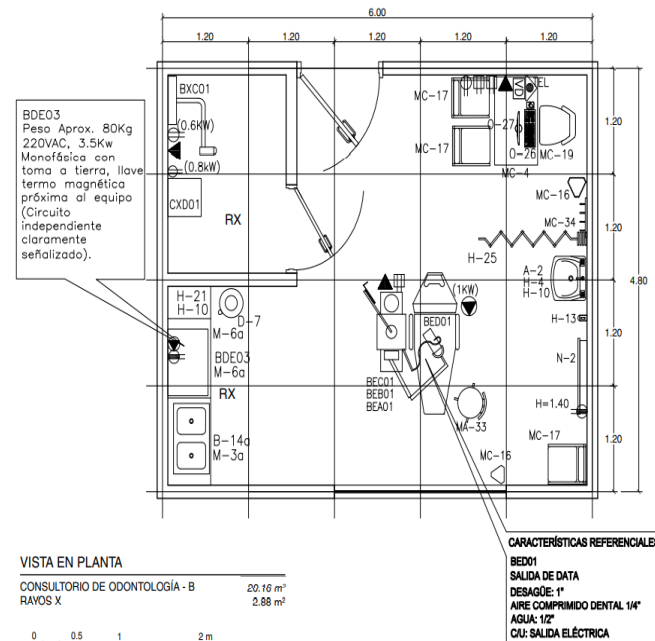 6.00
1.20 1.20 1.20 1.20 1.20
BDE03
Peso Aprox. 80Kg
220VAC, 3.5Kw
Monofásica con
toma a tierra, llave
termo magnética
próxima al equipo
(Circuito
independiente
claramente
señalizado).
BXC01
(0.6KW)
(0.8kW)
CXD01
RX
MC-17
TEL
O-27
MC-17
O-26
MC-19
MC-4
1.20
MC-16
MC-34
H-25
1.20
4.80
A-2
H-4
H-10
(1KW)
H-21
H-10
D-7
M-6a
BDE03
M-6a
RX
BED01
H-13
1.20
N-2
BEC01
BEB01
BEA01
H=1.40
MA-33
B-14a
M-3a
MC-17
MC-16
1.20
VISTA EN PLANTA
CONSULTORIO DE ODONTOLOGÍA - B 20.16 m²
RAYOS X 2.88 m²
0 0.5 1 2 m
CARACTERÍSTICAS REFERENCIALES
BED01
SALIDA DE DATA
DESAGÜE: 1"
AIRE COMPRIMIDO DENTAL 1/4"
AGUA: 1/2"
C/U: SALIDA ELÉCTRICA